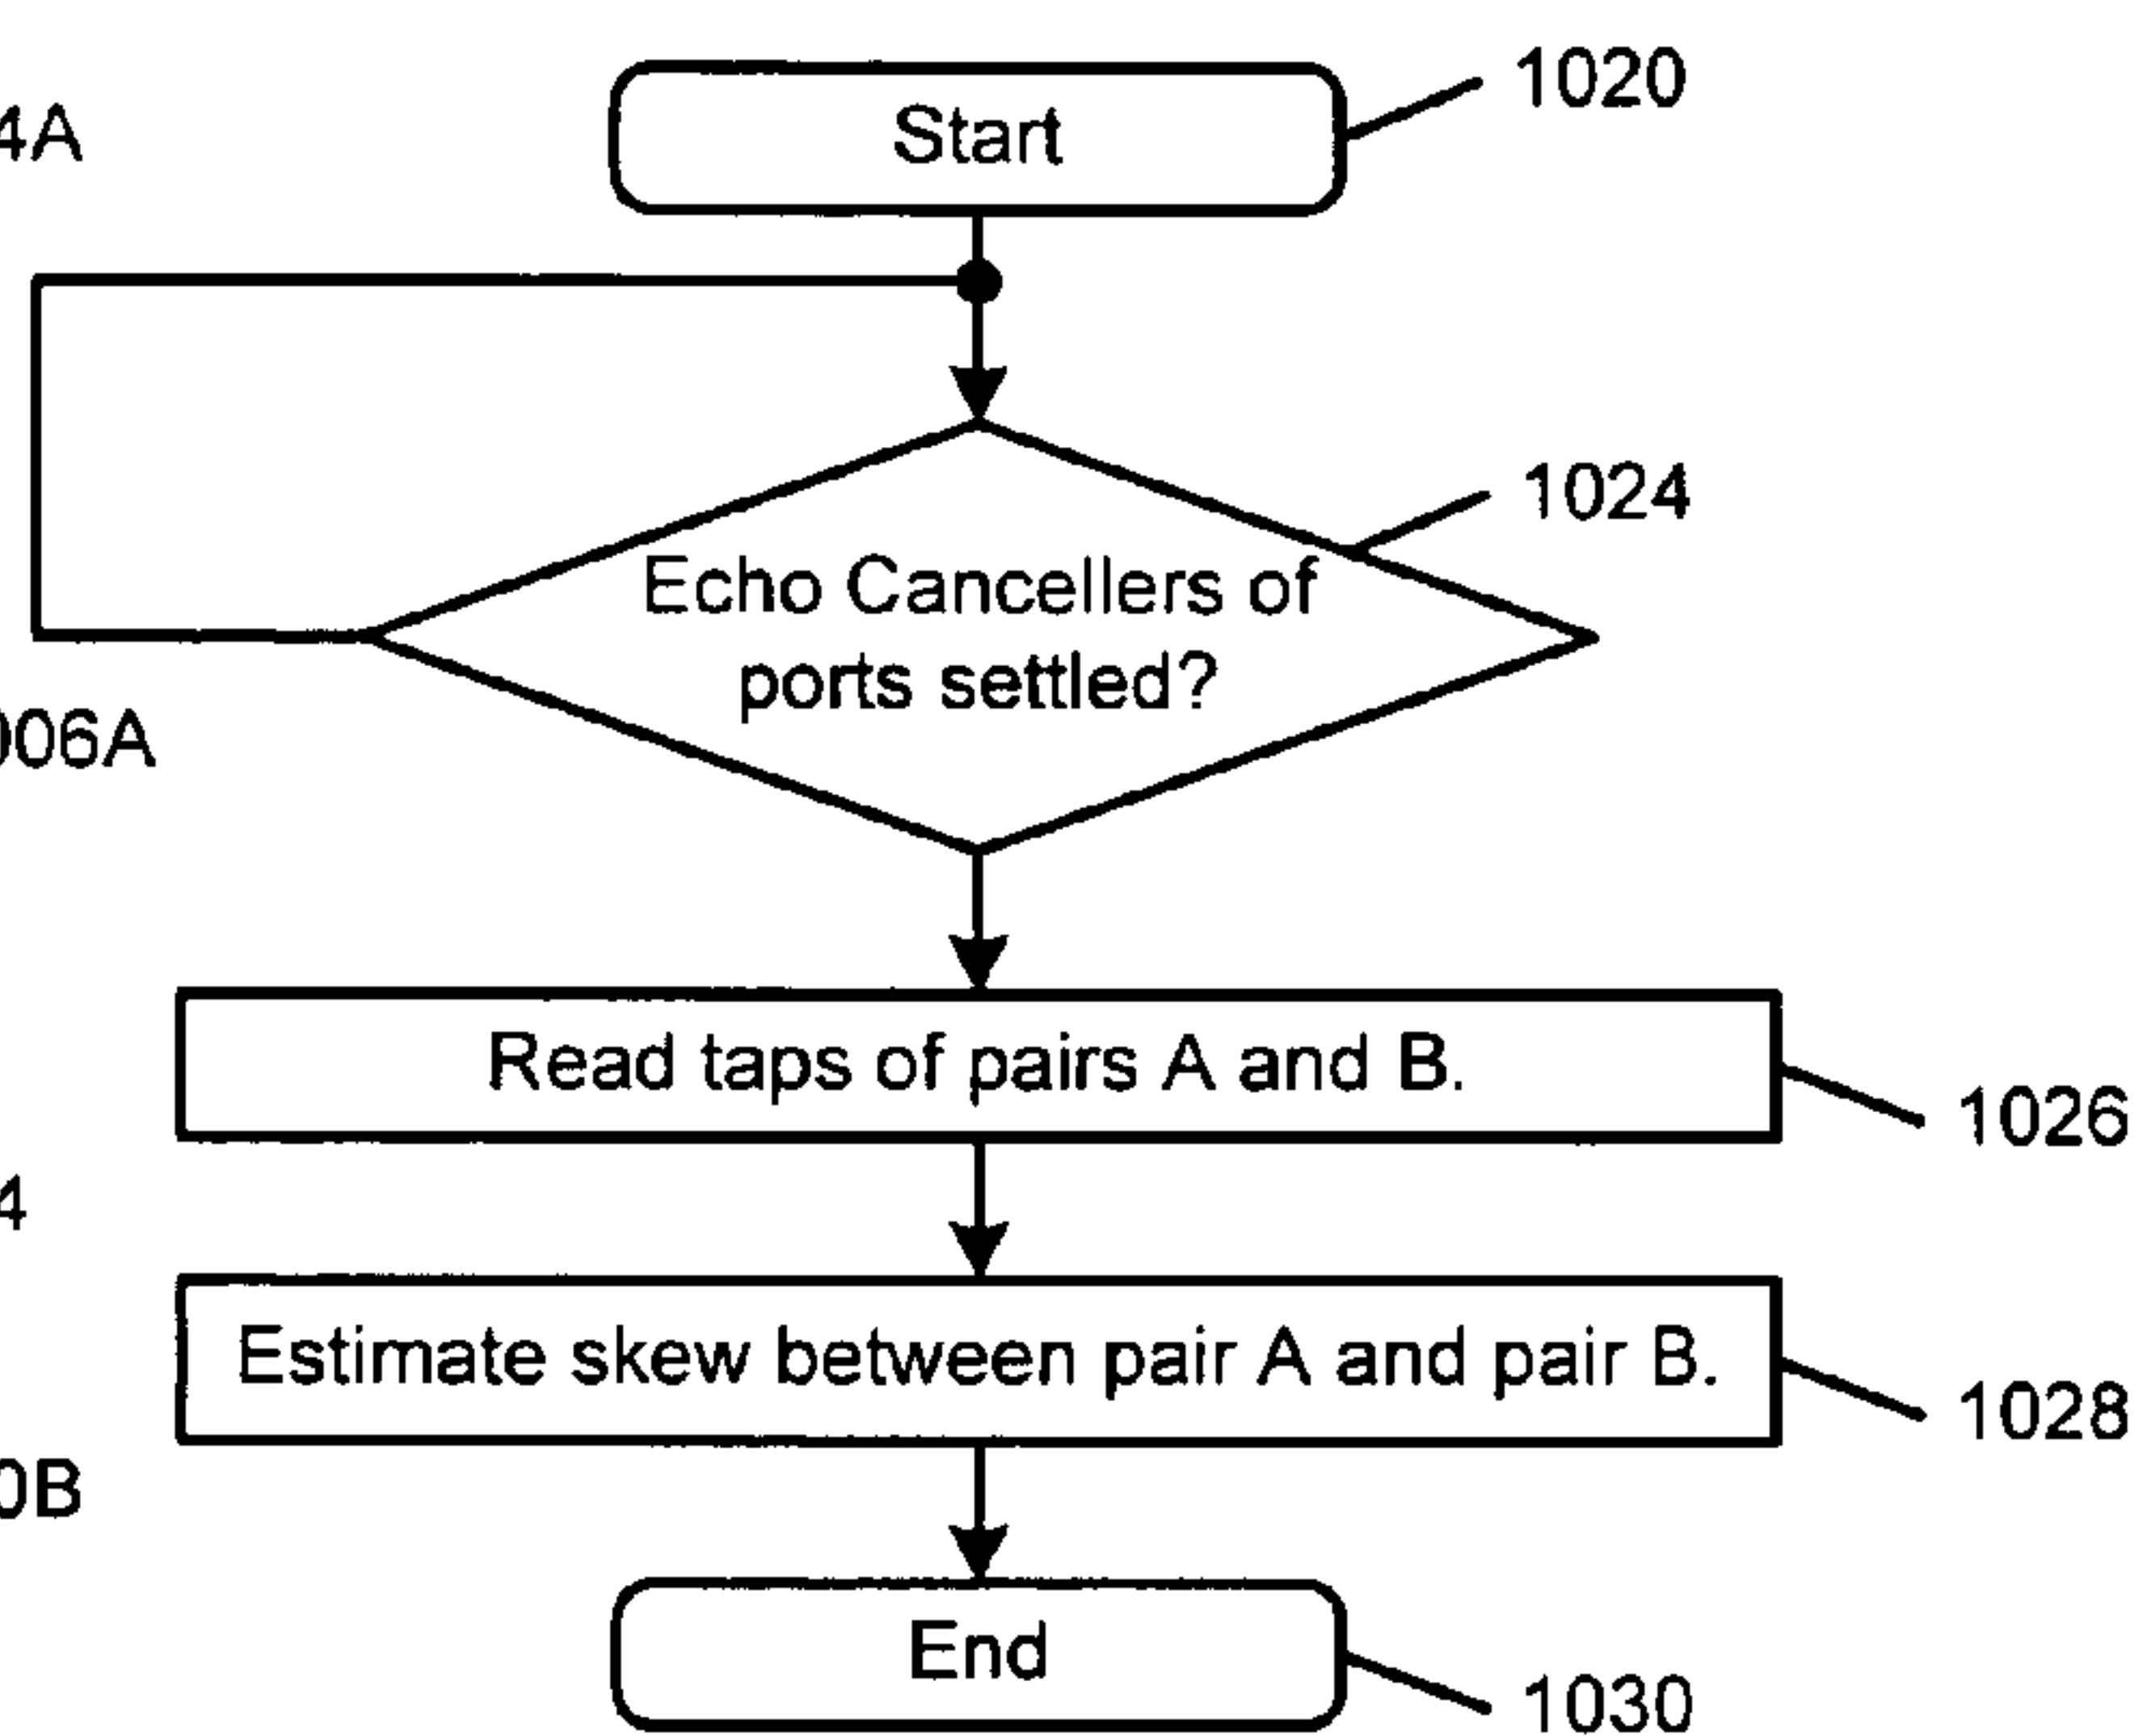 Start
1020
4A
1024
Echo Cancellers of
ports settled?
006A
Read taps of pairs A and B.
1026
4
Estimate skew between pair A and pair B.
1028
0B
End
1030